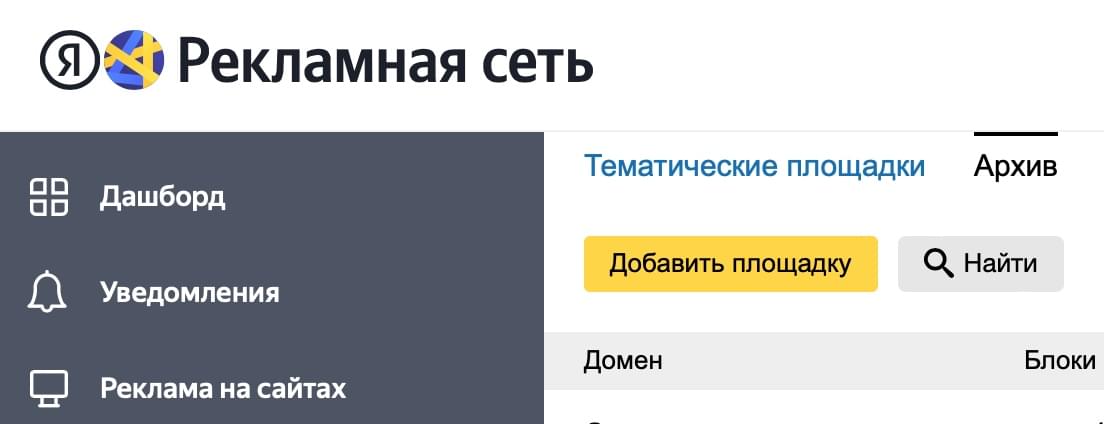 Я Рекламная сеть
Тематические площадки Архив
Дашборд
Добавить площадку Найти
Уведомления
Домен Блоки
Реклама на сайтах